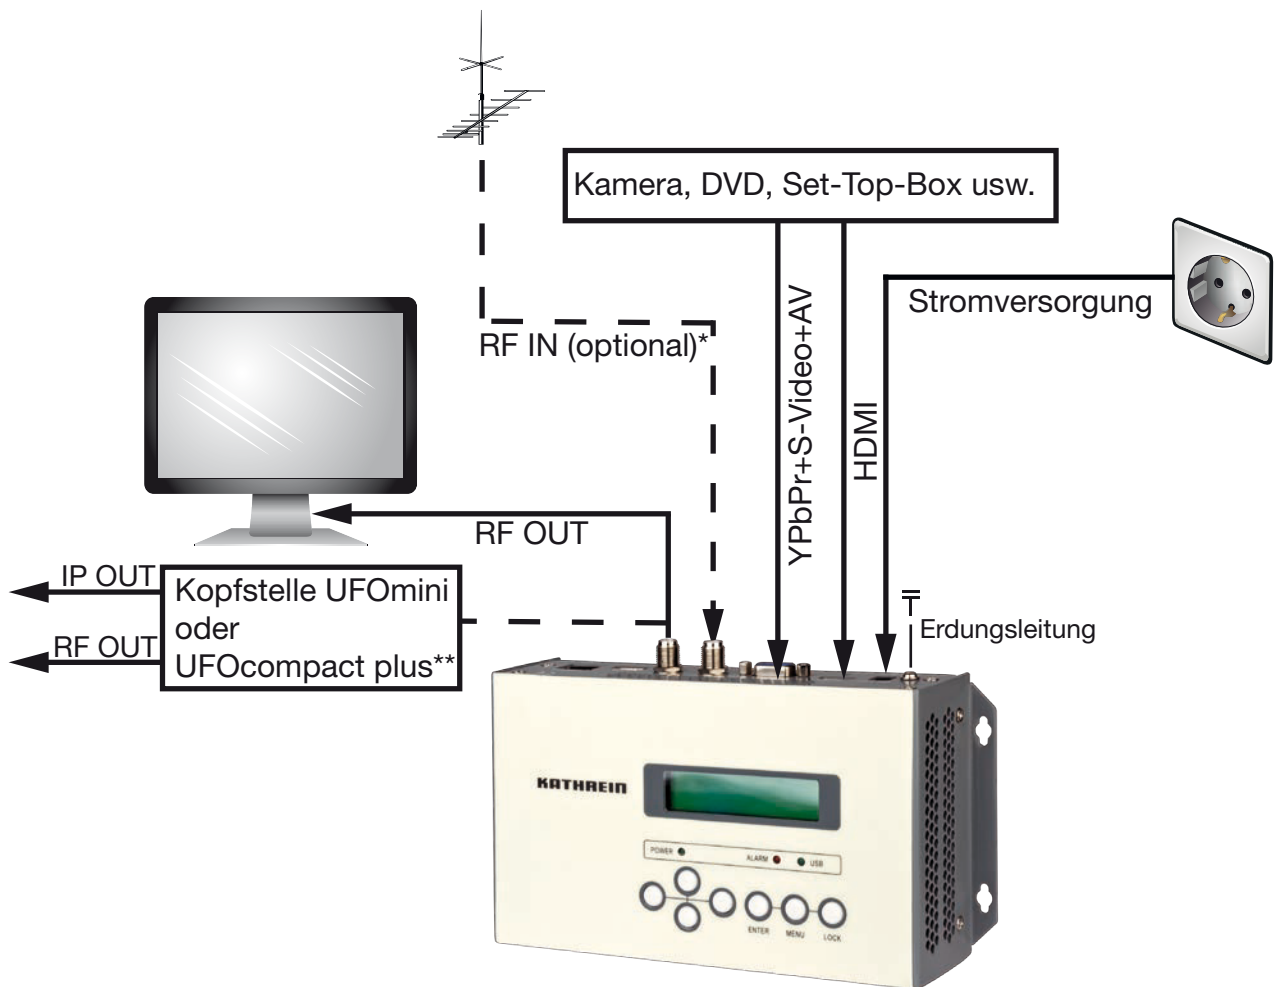 Kamera, DVD, Set-Top-Box usw.
Stromversorgung
RF IN (optional)*
YPbPr+S-Video+AV
HDMI
RF OUT
IP OUT
RF OUT
Kopfstelle UFOmini
oder
UFOcompact plus**
Erdungsleitung
KATHREIN
POWER
ALARM
USB
ENTER
MENU
LOCK